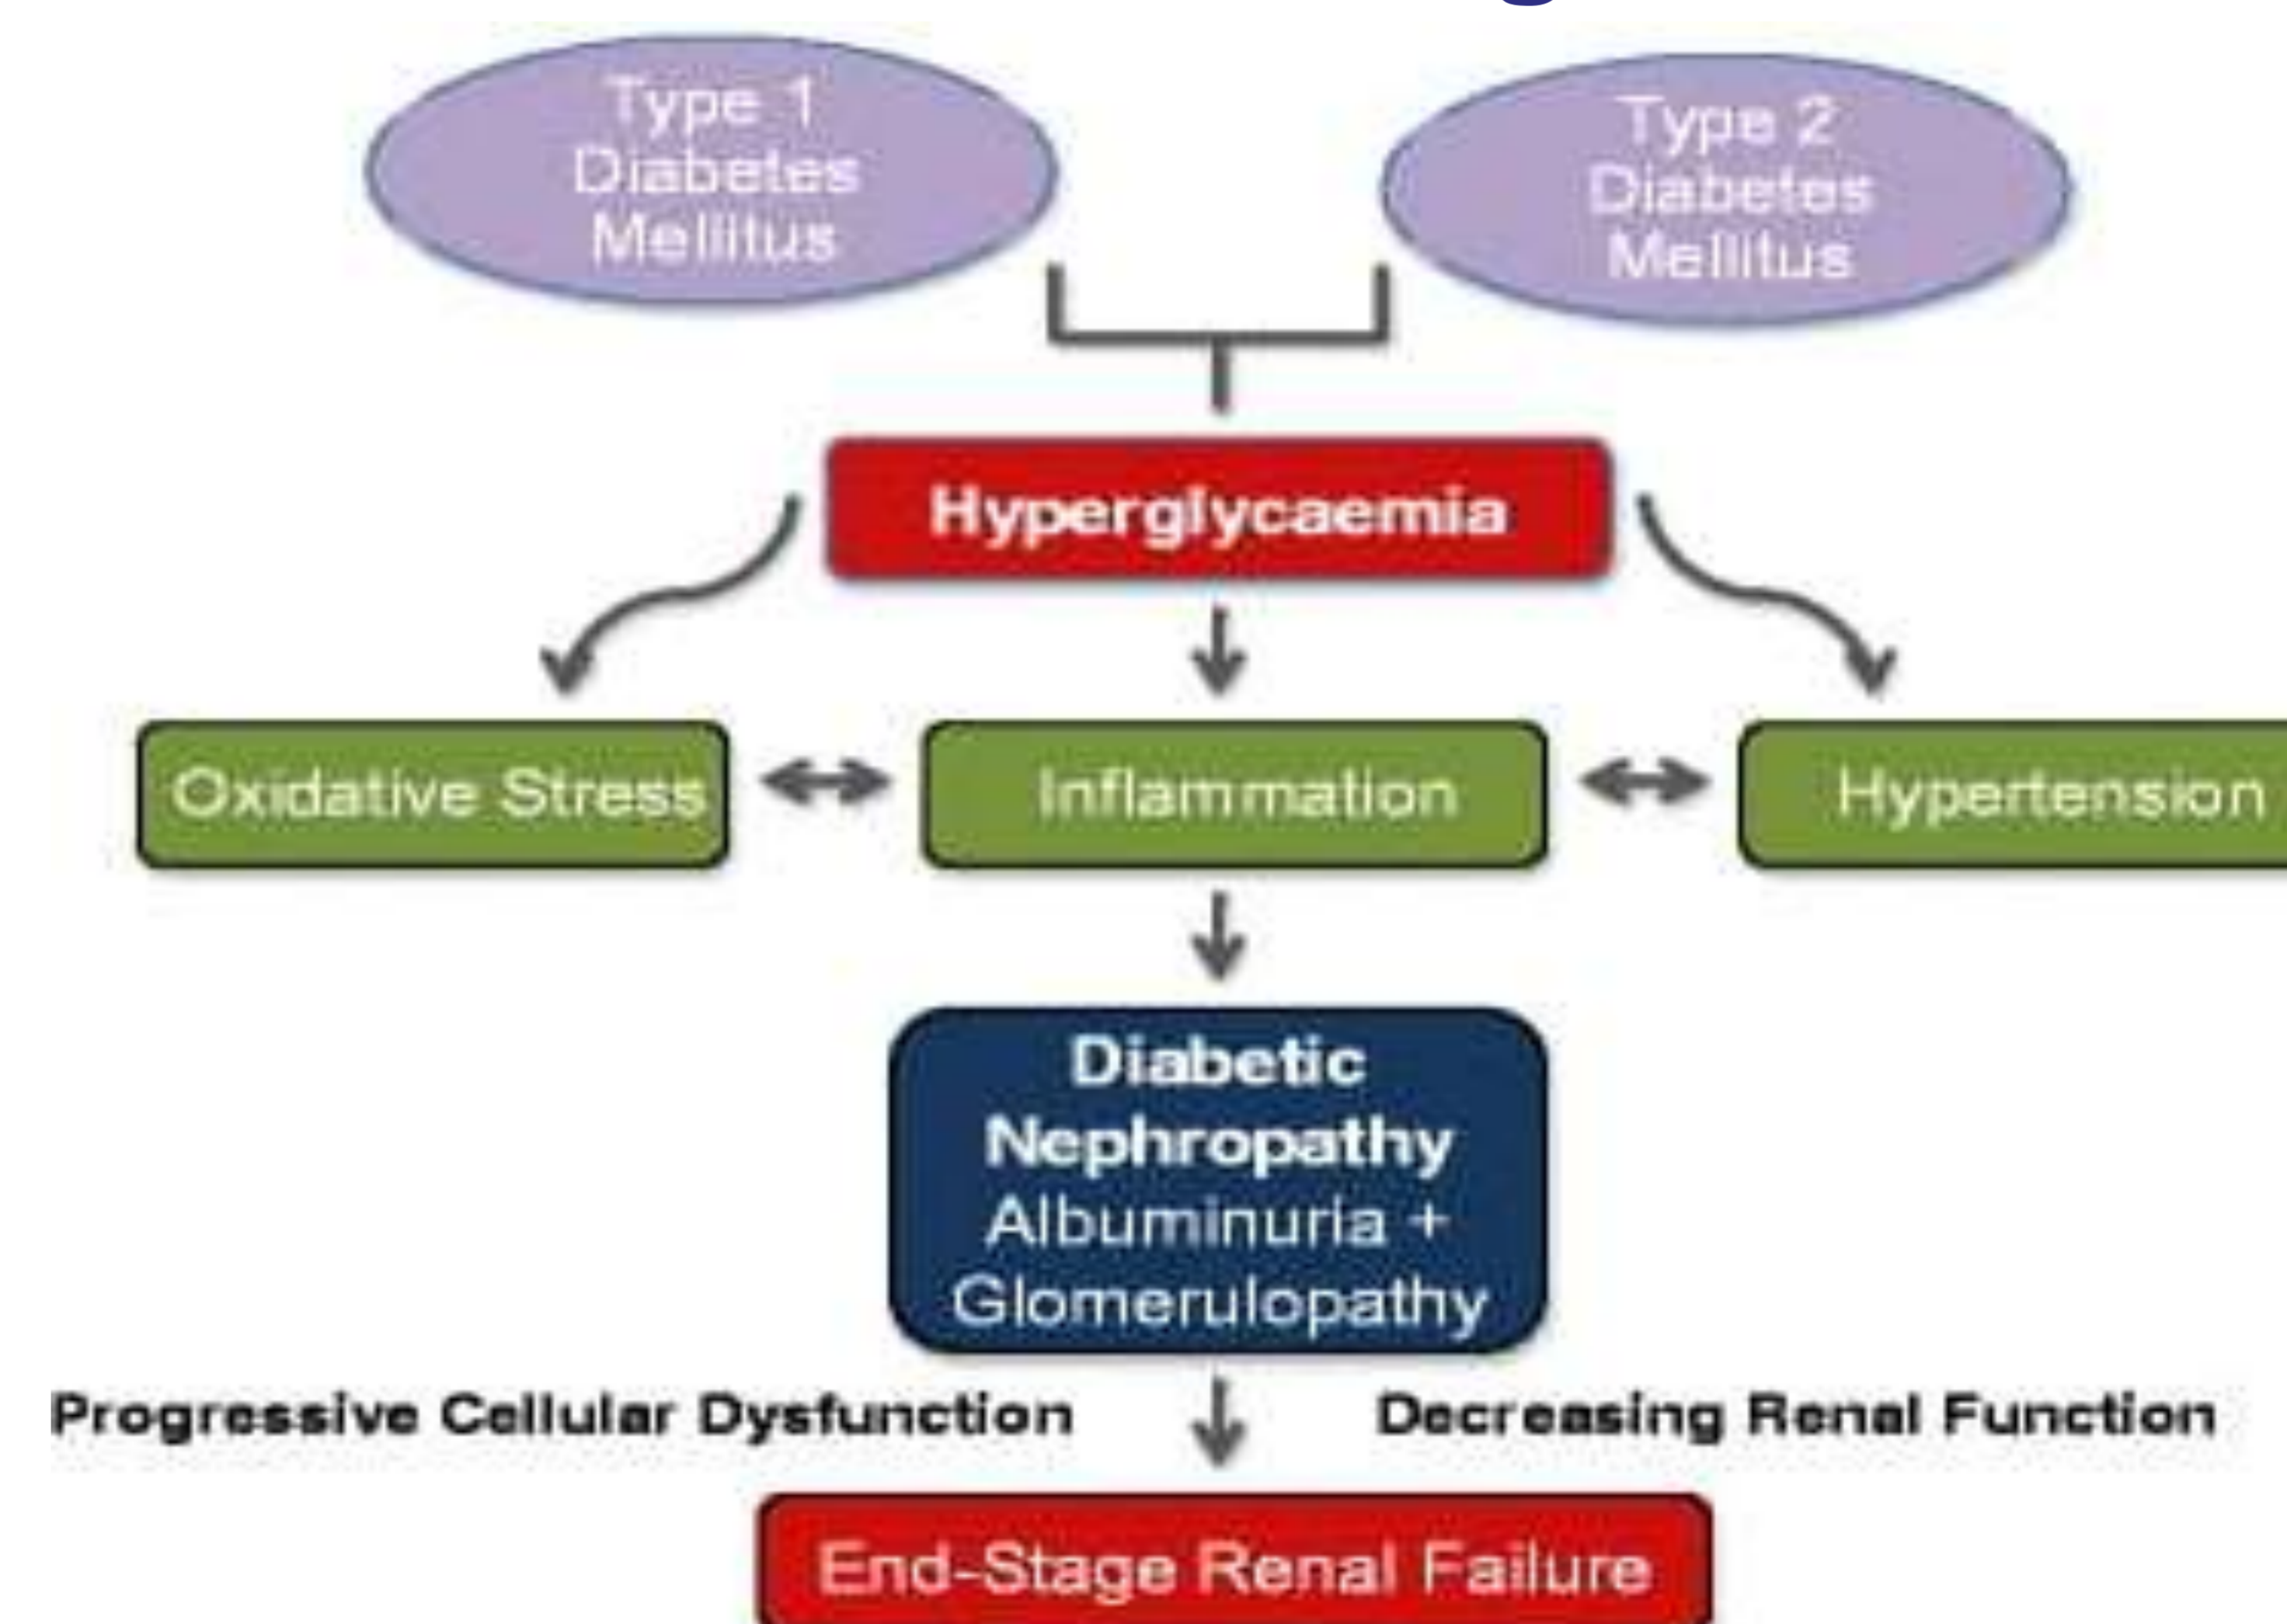 Type 1
Diabetes
Mellitus
Type 2
Diabetes
Mellitus
Hyperglycaemia
Oxidative Stress
Inflammation
Hypertension
Diabetic
Nephropathy
Albuminuria +
Glomerulopathy
Progressive Cellular Dysfunction
Decreasing Renal Function
End-Stage Renal Failure